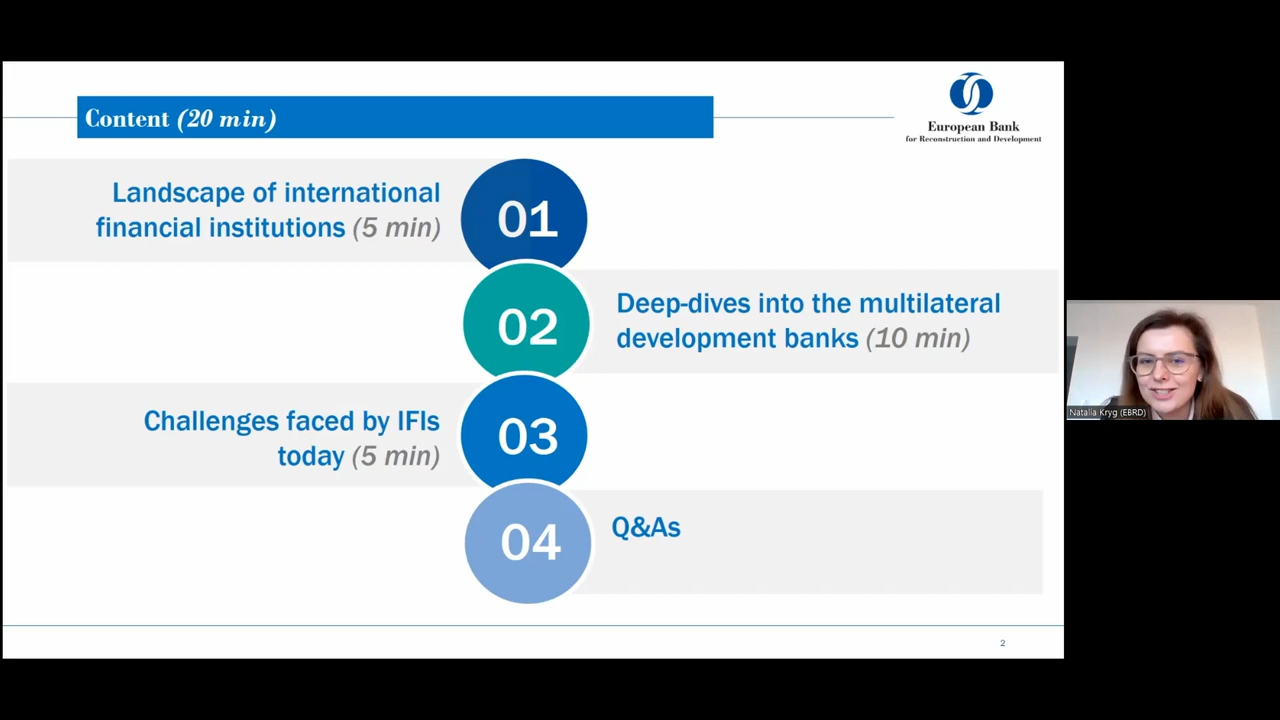 Content (20 min)
European Bank
for Reconstruction and Development
Landscape of international
financial institutions (5 min)
01
02
Deep-dives into the multilateral
development banks (10 min)
Challenges faced by IFIs
today (5 min)
03
04
Q&As
2
Natalia Kryg (EBRD)